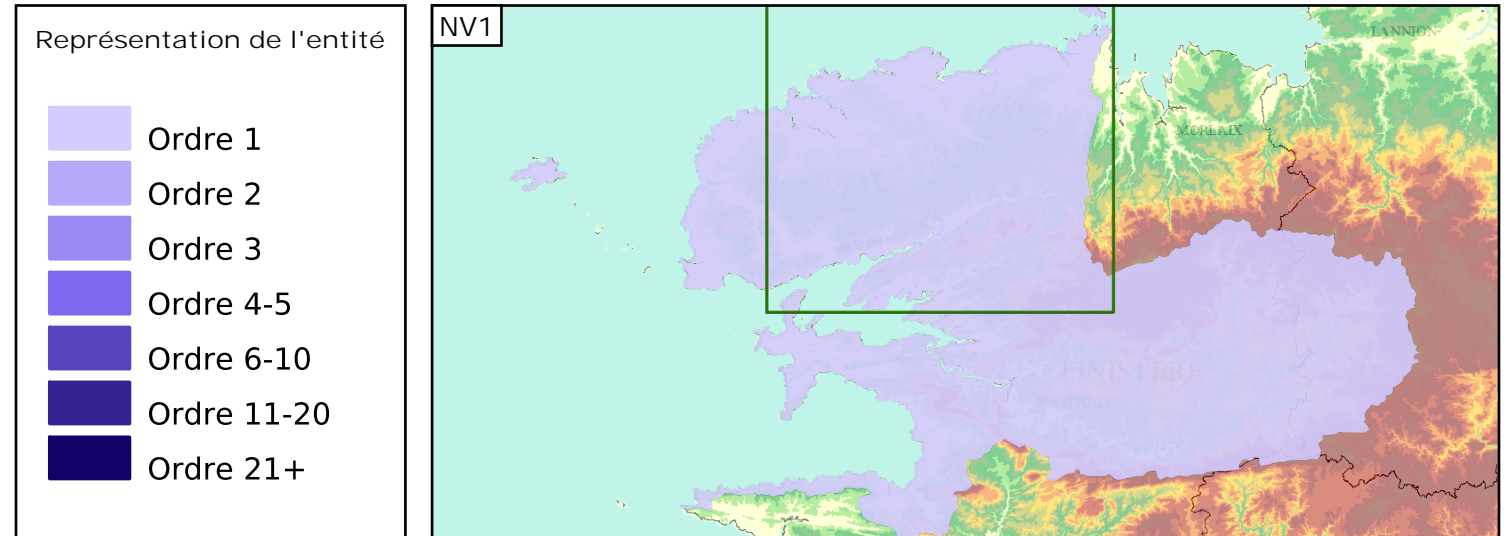 Représentation de l'entité
Ordre 1
Ordre 2
Ordre 3
Ordre 4-5
Ordre 6-10
Ordre 11-20
Ordre 21+
NV1
LANNION
MORLAIX
FINISTERE